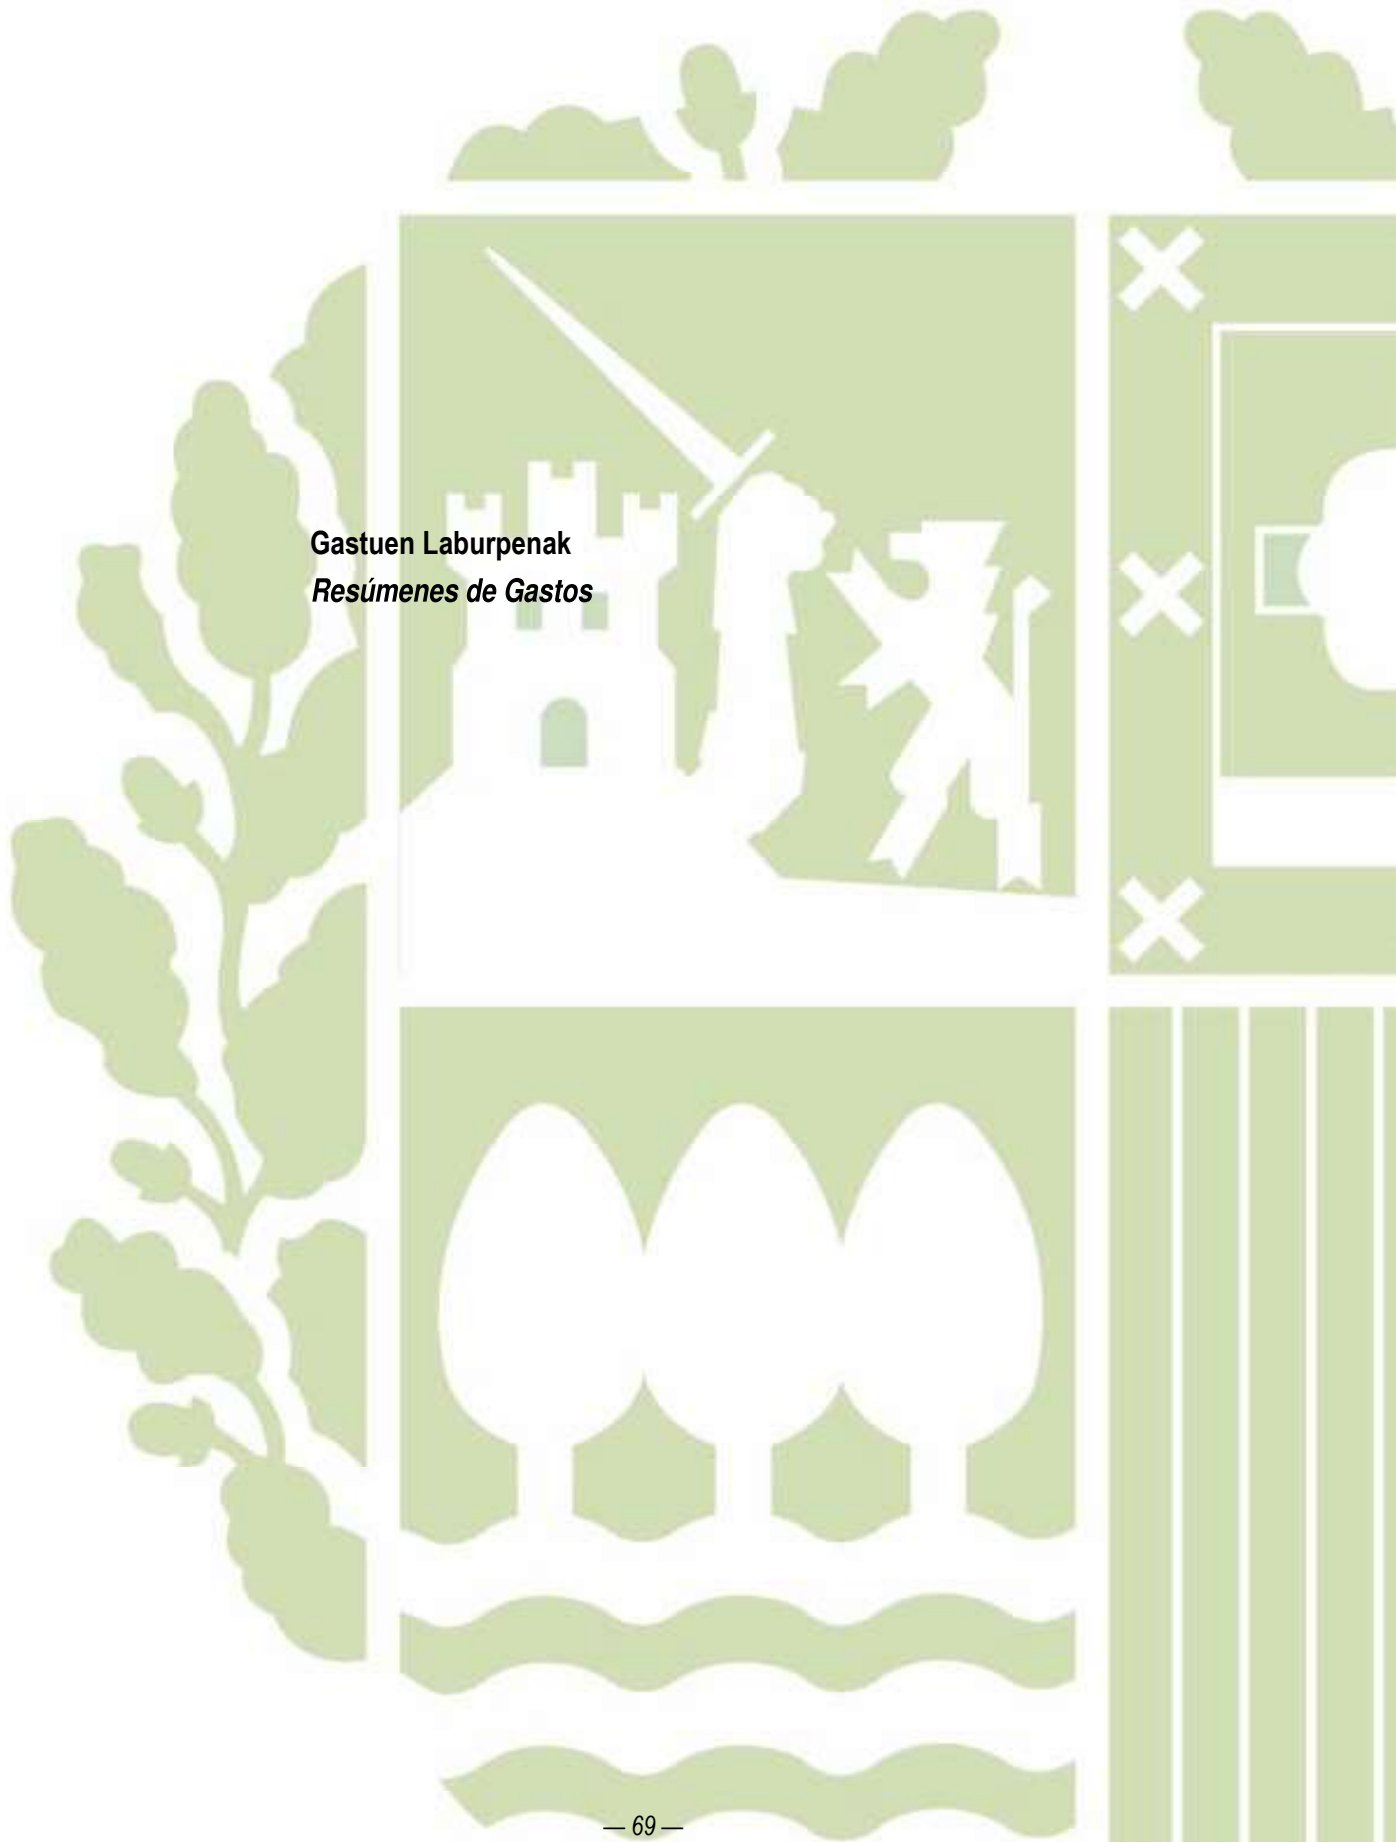 Gastuen Laburpenak
Resúmenes de Gastos
— 69 —